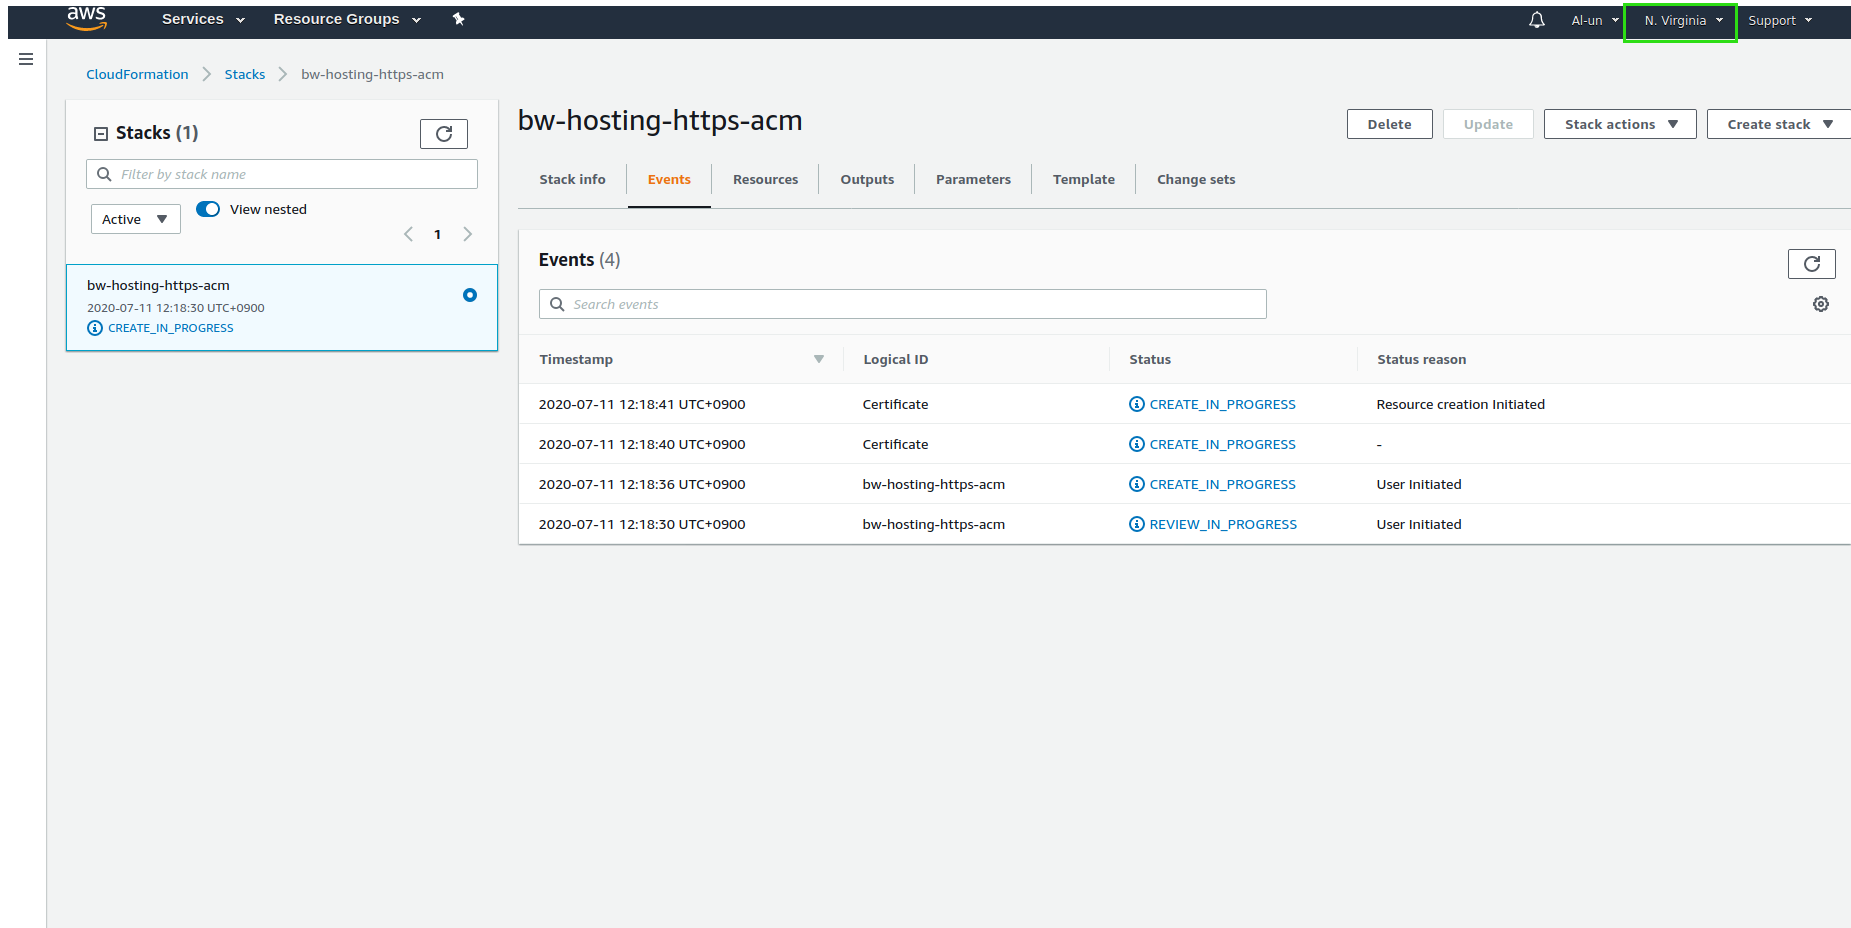 aws Services Resource Groups Al-un N. Virginia Support
CloudFormation Stacks bw-hosting-https-acm
Stacks (1)
Filter by stack name
Active View nested
1
bw-hosting-https-acm
2020-07-11 12:18:30 UTC+0900
CREATE_IN_PROGRESS
bw-hosting-https-acm
Delete Update Stack actions Create stack
Stack info Events Resources Outputs Parameters Template Change sets
Events (4)
Search events
Timestamp Logical ID Status Status reason
2020-07-11 12:18:41 UTC+0900 Certificate CREATE_IN_PROGRESS Resource creation Initiated
2020-07-11 12:18:40 UTC+0900 Certificate CREATE_IN_PROGRESS -
2020-07-11 12:18:36 UTC+0900 bw-hosting-https-acm CREATE_IN_PROGRESS User Initiated
2020-07-11 12:18:30 UTC+0900 bw-hosting-https-acm REVIEW_IN_PROGRESS User Initiated